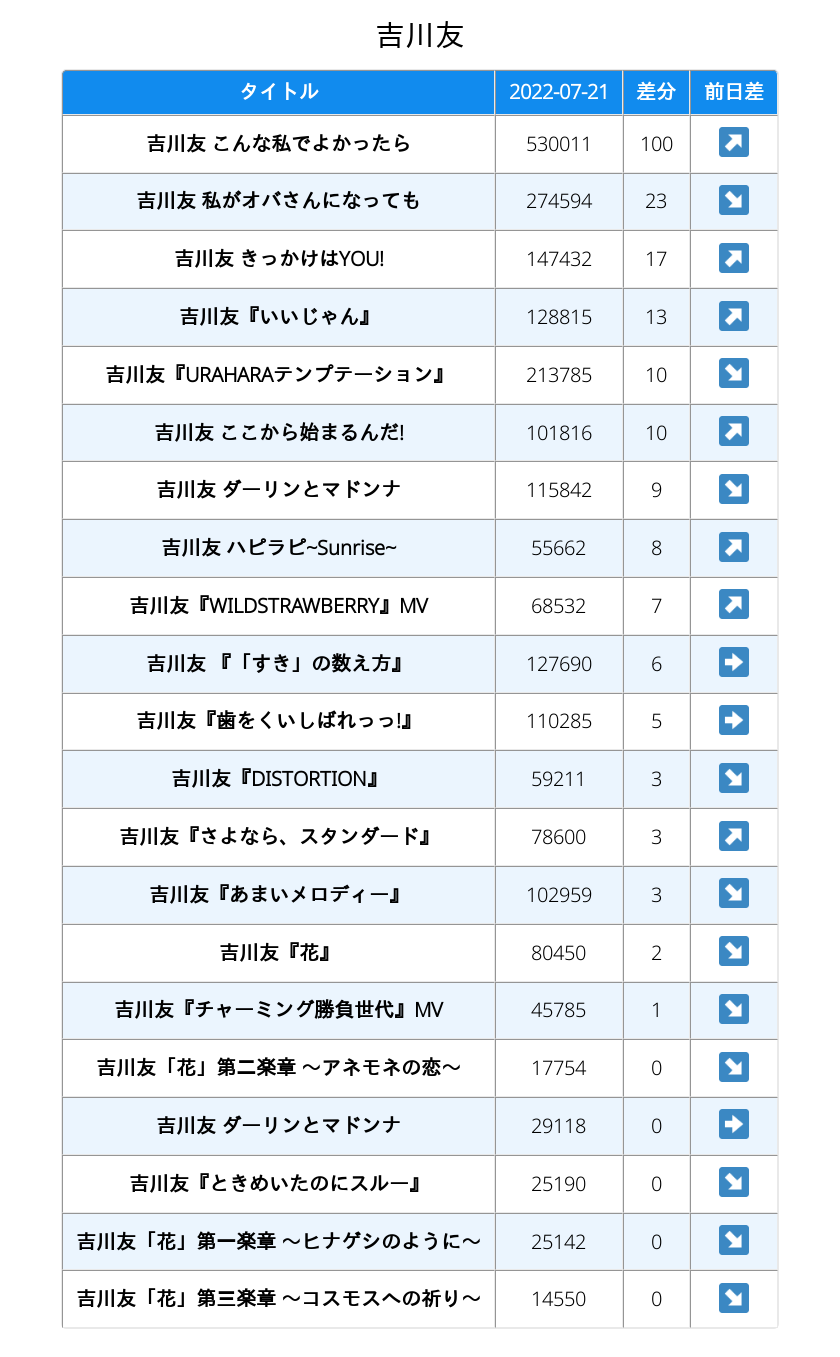 吉川友
タイトル 2022-07-21 差分 前日差
吉川友 こんな私でよかったら 530011 100 ↗
吉川友 私がオバさんになっても 274594 23 ↘
吉川友 きっかけはYOU! 147432 17 ↗
吉川友『いいじゃん』 128815 13 ↗
吉川友『URAHARAテンプテーション』 213785 10 ↘
吉川友 ここから始まるんだ! 101816 10 ↗
吉川友 ダーリンとマドンナ 115842 9 ↘
吉川友 ハピラピ~Sunrise~ 55662 8 ↗
吉川友『WILDSTRAWBERRY』MV 68532 7 ↗
吉川友 『「すき」の数え方』 127690 6 ➡
吉川友『歯をくいしばれっっ!』 110285 5 ➡
吉川友『DISTORTION』 59211 3 ↘
吉川友『さよなら、スタンダード』 78600 3 ↗
吉川友『あまいメロディー』 102959 3 ↘
吉川友『花』 80450 2 ↘
吉川友『チャーミング勝負世代』MV 45785 1 ↘
吉川友「花」第二楽章 〜アネモネの恋〜 17754 0 ↘
吉川友 ダーリンとマドンナ 29118 0 ➡
吉川友『ときめいたのにスルー』 25190 0 ↘
吉川友「花」第一楽章 〜ヒナゲシのように〜 25142 0 ↘
吉川友「花」第三楽章 〜コスモスへの祈り〜 14550 0 ↘